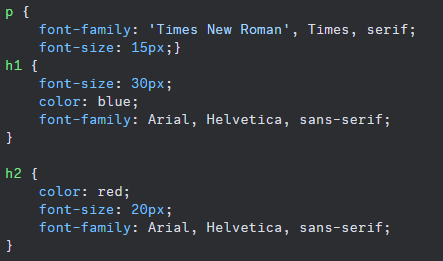 p {
    font-family: 'Times New Roman', Times, serif;
    font-size: 15px;}
h1 {
    font-size: 30px;
    color: blue;
    font-family: Arial, Helvetica, sans-serif;
}

h2 {
    color: red;
    font-size: 20px;
    font-family: Arial, Helvetica, sans-serif;
}